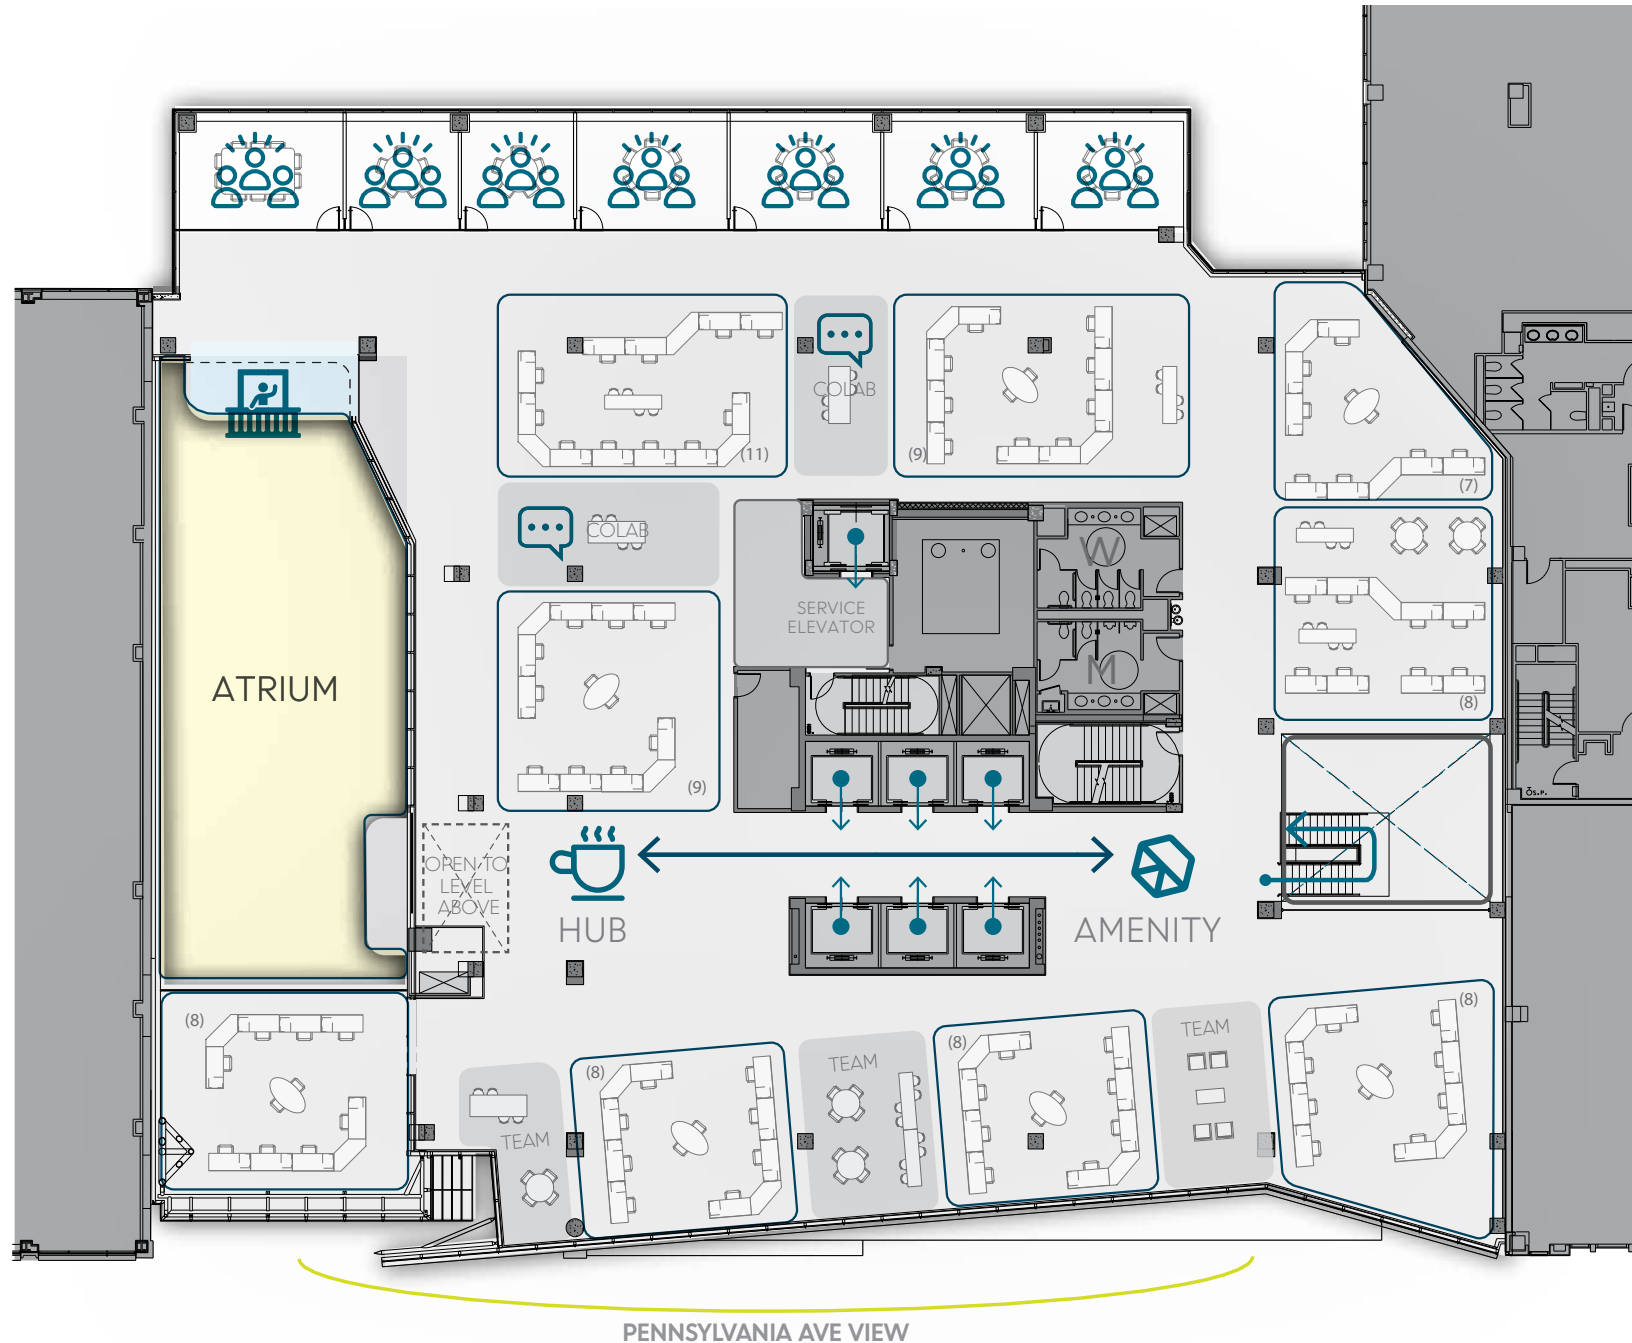 COLAB
(11)
(9)
(7)
COLAB
W
SERVICE
ELEVATOR
M
ATRIUM
(8)
(9)
OPEN TO
LEVEL
ABOVE
HUB
AMENITY
S.P.
(8)
(8)
TEAM
(8)
TEAM
(8)
TEAM
(8)
PENNSYLVANIA AVE VIEW